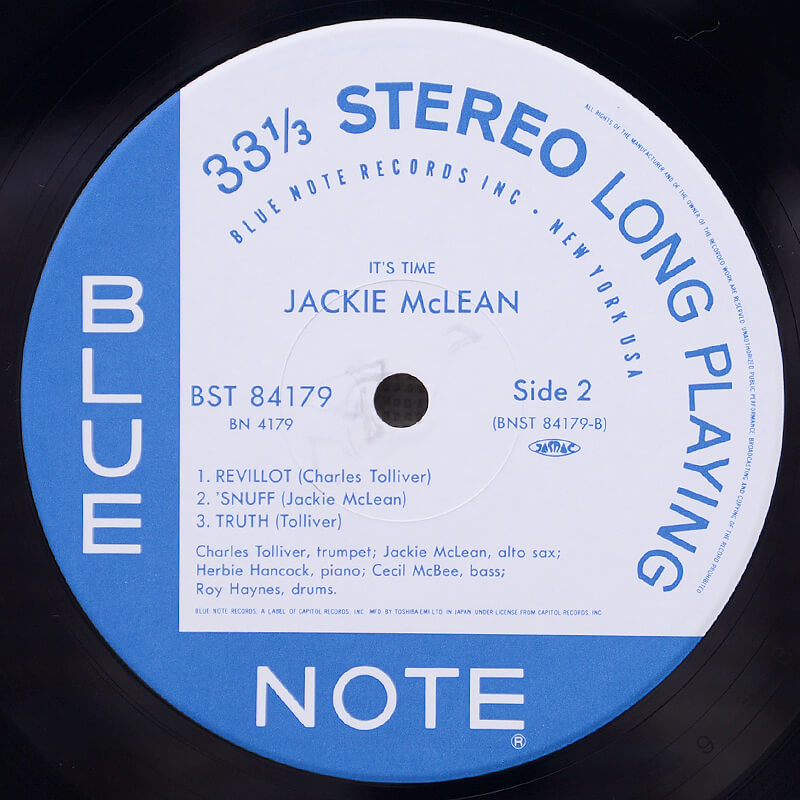 33⅓ STEREO LONG PLAYING
BLUE NOTE RECORDS INC · NEW YORK USA
ALL RIGHTS OF THE MANUFACTURER AND OF THE OWNER OF THE RECORDED WORK ARE RESERVED. UNAUTHORIZED PUBLIC PERFORMANCE, BROADCASTING AND COPYING OF THE RECORD PROHIBITED
IT'S TIME
JACKIE McLEAN
BST 84179
BN 4179
Side 2
(BNST 84179-B)
JASRAC
1. REVILLOT (Charles Tolliver)
2. 'SNUFF (Jackie McLean)
3. TRUTH (Tolliver)
Charles Tolliver, trumpet; Jackie McLean, alto sax;
Herbie Hancock, piano; Cecil McBee, bass;
Roy Haynes, drums.
BLUE NOTE RECORDS, A LABEL OF CAPITOL RECORDS, INC. MFD. BY TOSHIBA-EMI LTD. IN JAPAN UNDER LICENSE FROM CAPITOL RECORDS, INC
BLUE
NOTE®
9